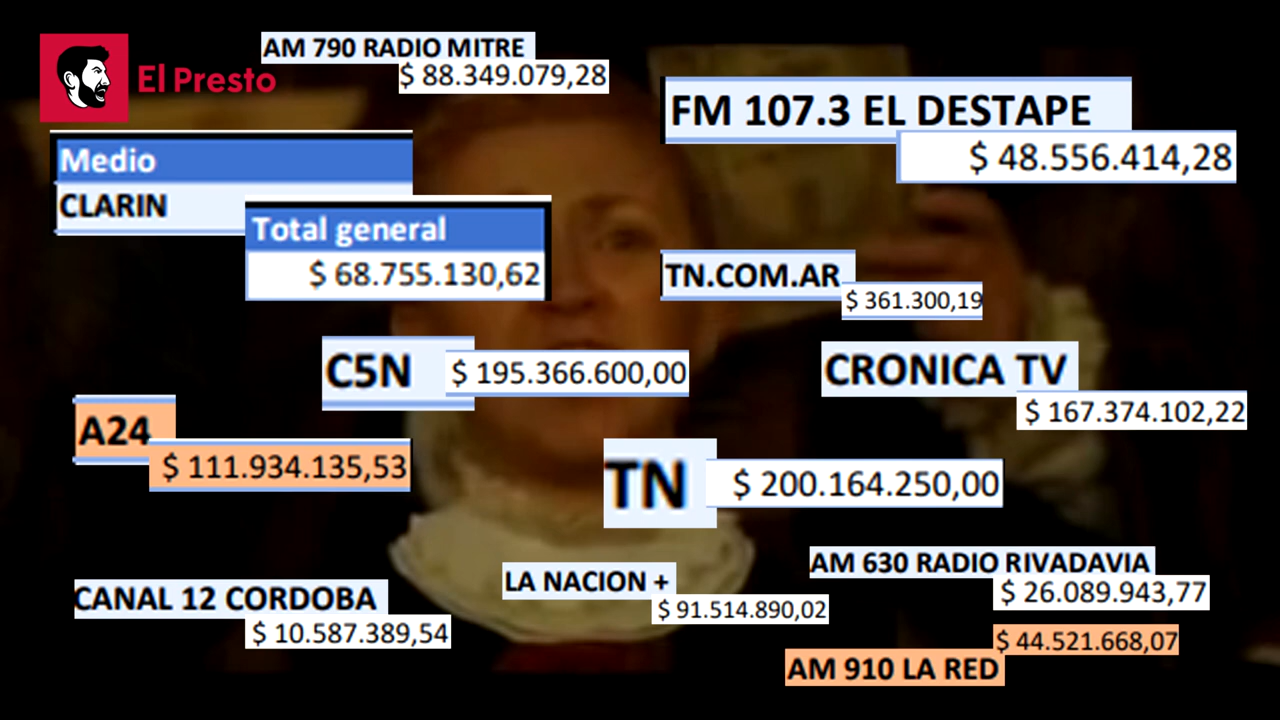 El Presto
AM 790 RADIO MITRE
$ 88.349.079,28
FM 107.3 EL DESTAPE
$ 48.556.414,28
Medio
CLARIN
Total general
$ 68.755.130,62
TN.COM.AR
$ 361.300,19
C5N
$ 195.366.600,00
CRONICA TV
$ 167.374.102,22
A24
$ 111.934.135,53
TN
$ 200.164.250,00
AM 630 RADIO RIVADAVIA
$ 26.089.943,77
LA NACION +
$ 91.514.890,02
CANAL 12 CORDOBA
$ 10.587.389,54
$ 44.521.668,07
AM 910 LA RED